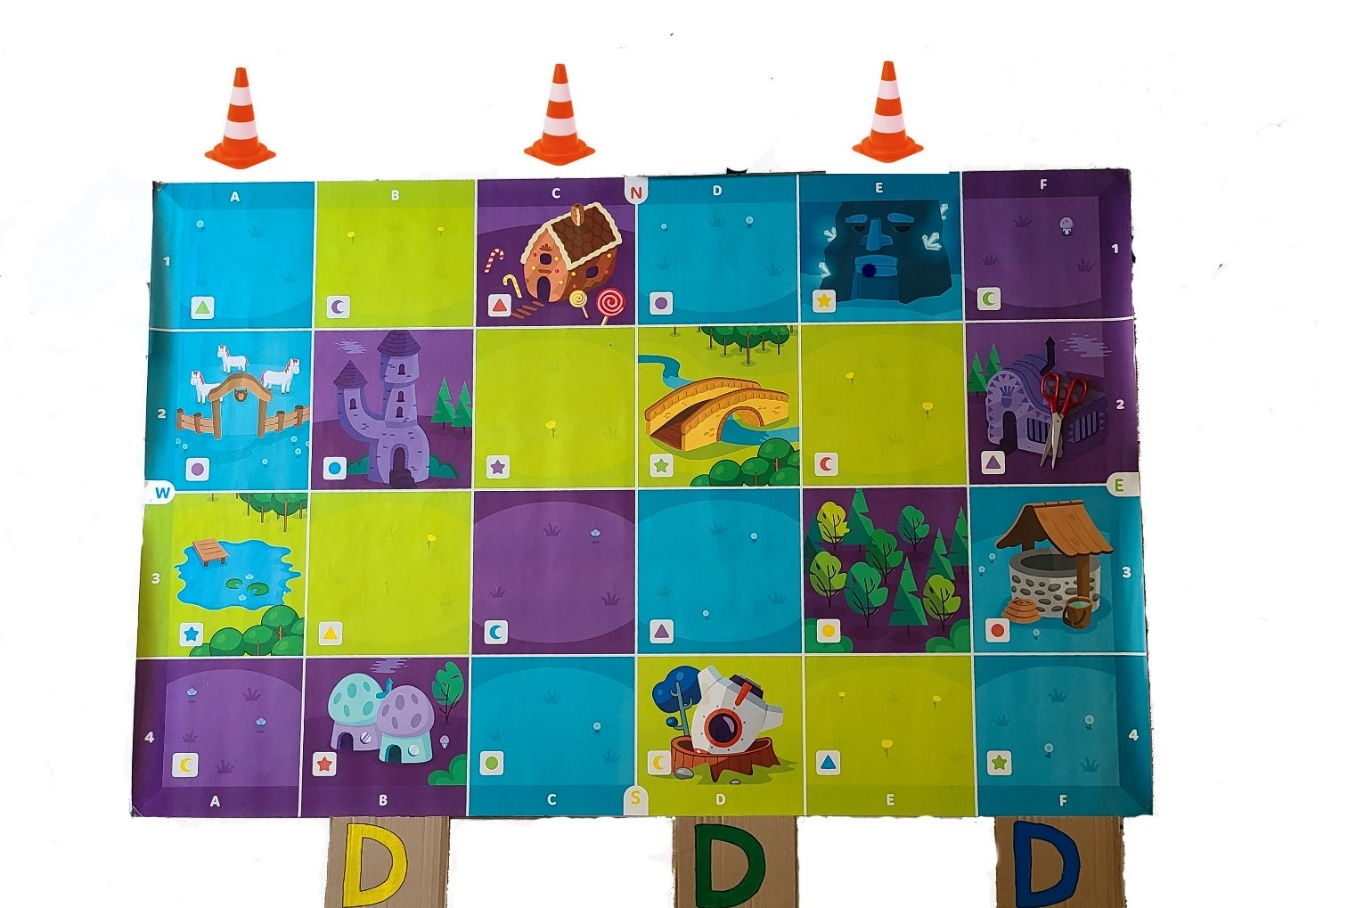 A B C N D E F
1 1
2 2
W E
3 3
4 4
A B C S D E F
D D D